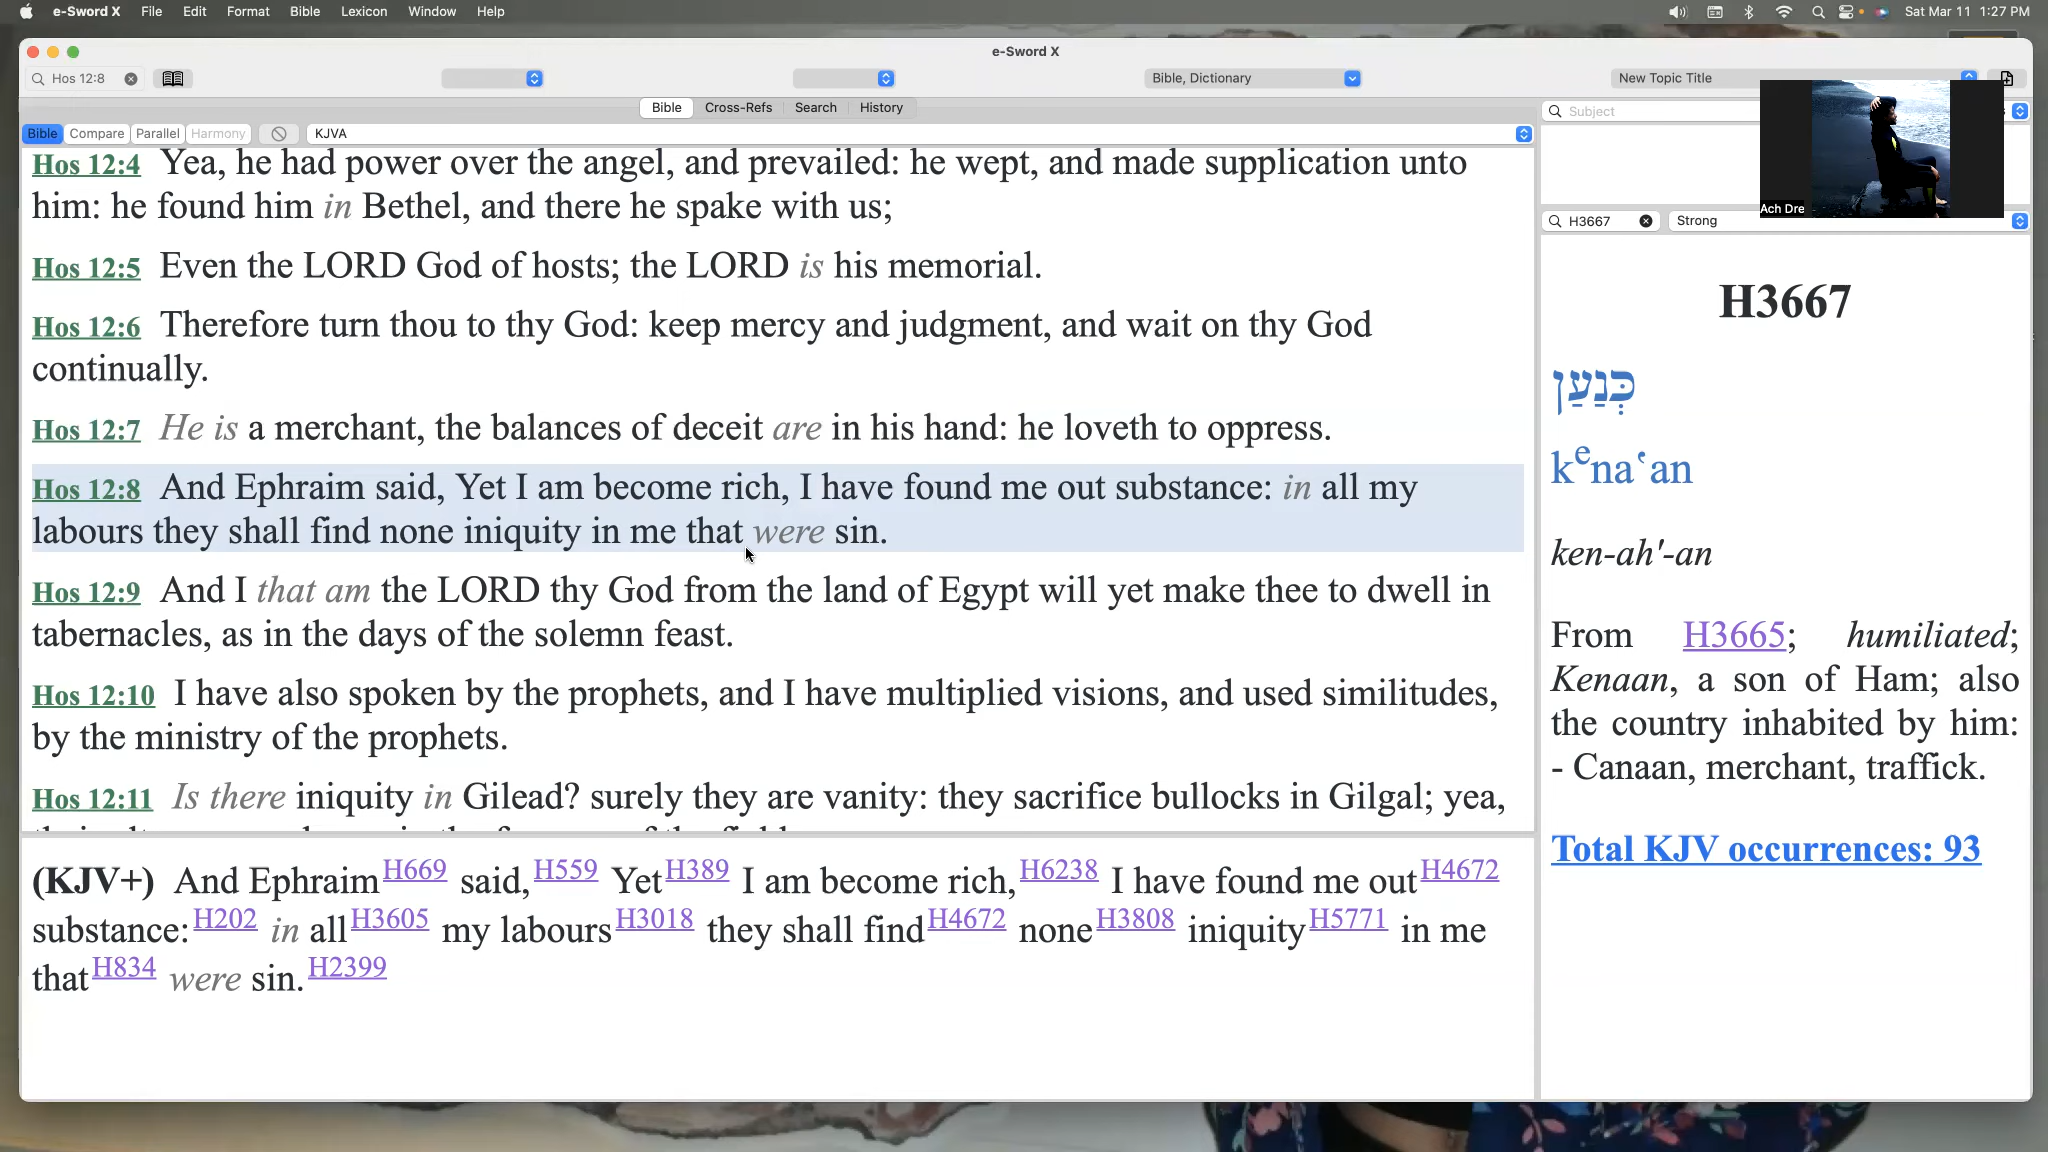 e-Sword X File Edit Format Bible Lexicon Window Help Sat Mar 11 1:27 PM
e-Sword X
Hos 12:8 Bible, Dictionary New Topic Title
Bible Cross-Refs Search History
Bible Compare Parallel Harmony KJVA
Hos 12:4 Yea, he had power over the angel, and prevailed: he wept, and made supplication unto
him: he found him in Bethel, and there he spake with us;
Hos 12:5 Even the LORD God of hosts; the LORD is his memorial.
Hos 12:6 Therefore turn thou to thy God: keep mercy and judgment, and wait on thy God
continually.
Hos 12:7 He is a merchant, the balances of deceit are in his hand: he loveth to oppress.
Hos 12:8 And Ephraim said, Yet I am become rich, I have found me out substance: in all my
labours they shall find none iniquity in me that were sin.
Hos 12:9 And I that am the LORD thy God from the land of Egypt will yet make thee to dwell in
tabernacles, as in the days of the solemn feast.
Hos 12:10 I have also spoken by the prophets, and I have multiplied visions, and used similitudes,
by the ministry of the prophets.
Hos 12:11 Is there iniquity in Gilead? surely they are vanity: they sacrifice bullocks in Gilgal; yea,
(KJV+) And Ephraim H669 said, H559 Yet H389 I am become rich, H6238 I have found me out H4672
substance: H202 in all H3605 my labours H3018 they shall find H4672 none H3808 iniquity H5771 in me
that H834 were sin. H2399
Subject
Ach Dre
H3667 Strong
H3667
כְּנַעַן
kᵉna‛an
ken-ah'-an
From H3665; humiliated;
Kenaan, a son of Ham; also
the country inhabited by him:
- Canaan, merchant, traffick.
Total KJV occurrences: 93